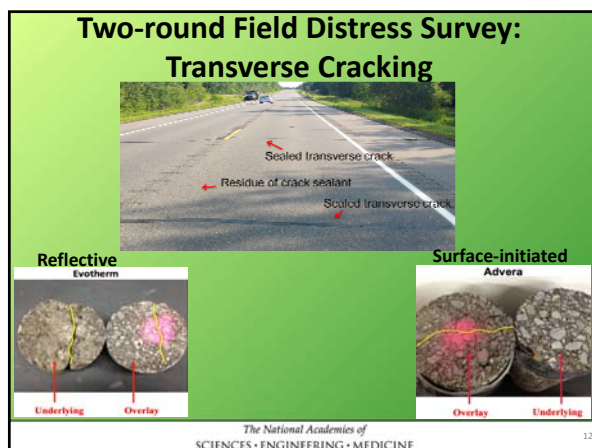 Two-round Field Distress Survey:
Transverse Cracking
Sealed transverse crack
Residue of crack sealant
Sealed transverse crack
Reflective
Evotherm
Underlying
Overlay
Surface-initiated
Advera
Overlay
Underlying
The National Academies of
SCIENCES • ENGINEERING • MEDICINE
12